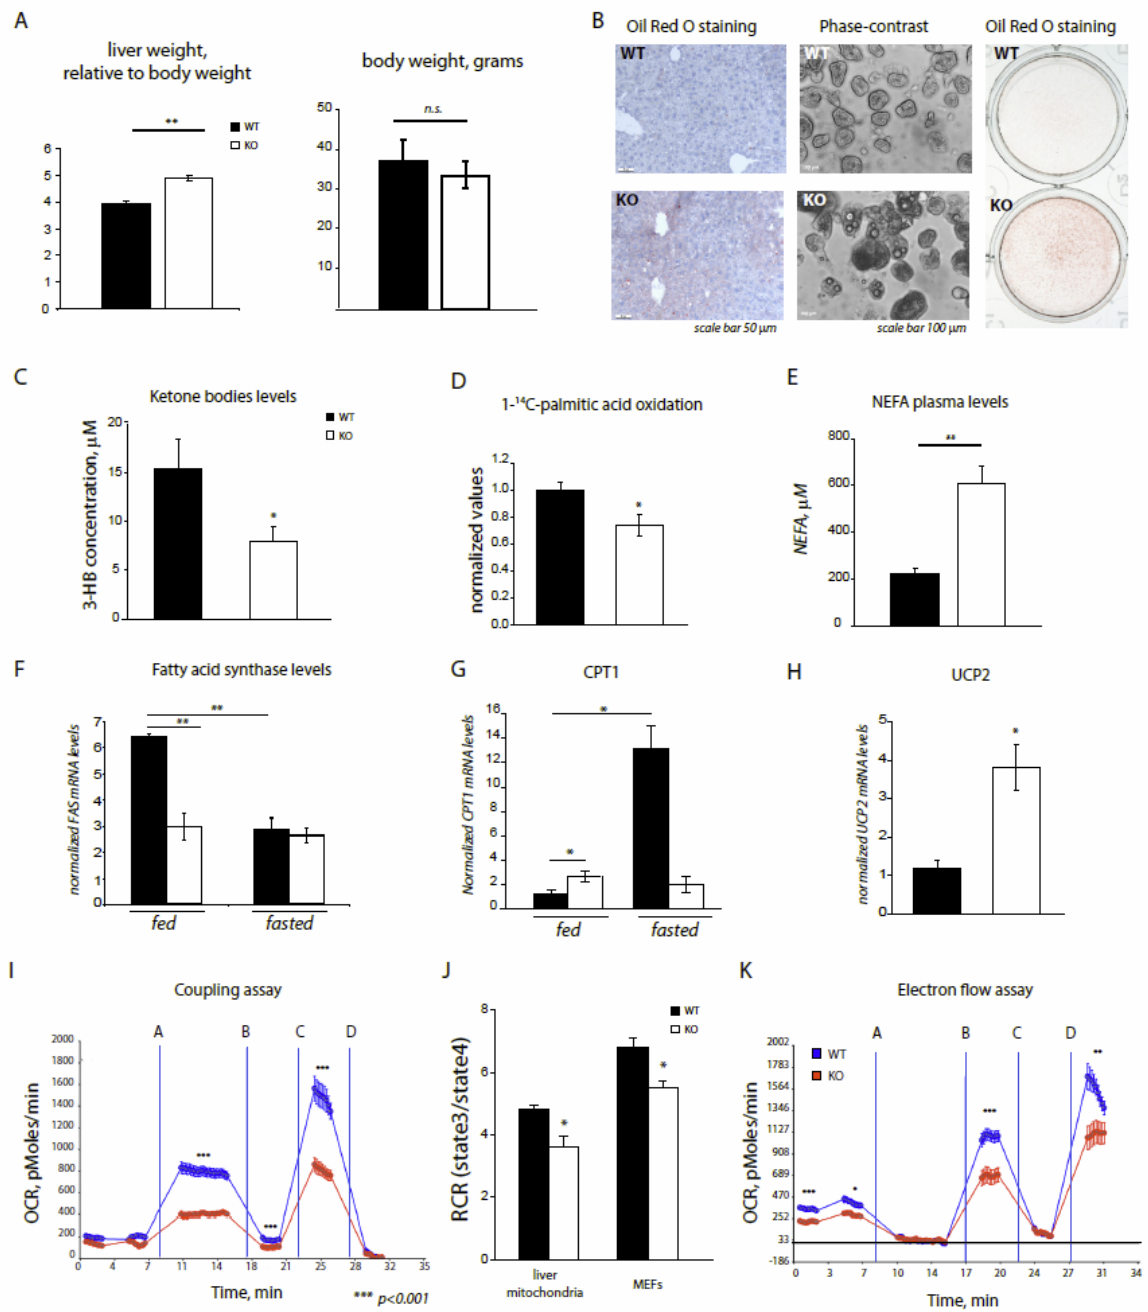 A
liver weight,
relative to body weight
body weight, grams
**
WT
KO
n.s.
6
5
4
3
2
1
0
50
40
30
20
10
B
Oil Red O staining
Phase-contrast
Oil Red O staining
WT
WT
WT
KO
KO
KO
scale bar 50 µm
scale bar 100 µm
C
Ketone bodies levels
WT
KO
3-HB concentration, µM
20
15
10
5
0
*
D
1-¹⁴C-palmitic acid oxidation
normalized values
1.2
1.0
0.8
0.6
0.4
0.2
0.0
*
E
NEFA plasma levels
NEFA, µM
800
600
400
200
0
**
F
Fatty acid synthase levels
normalized FAS mRNA levels
7
6
5
4
3
2
1
0
**
**
fed
fasted
G
CPT1
Normalized CPT1 mRNA levels
16
14
12
10
8
6
4
2
0
*
*
fed
fasted
H
UCP2
normalized UCP2 mRNA levels
5
4
3
2
1
0
*
I
Coupling assay
A B C D
OCR, pMoles/min
2000
1800
1600
1400
1200
1000
800
600
400
200
0
***
***
***
0 4 7 11 14 18 21 25 28 32 35
Time, min
*** p<0.001
J
WT
KO
RCR (state3/state4)
8
6
4
2
0
*
*
liver
mitochondria
MEFs
K
Electron flow assay
A B C D
WT
KO
OCR, pMoles/min
2002
1783
1564
1346
1127
908
689
470
252
33
-186
***
*
***
**
0 3 7 10 14 17 20 24 27 31 34
Time, min